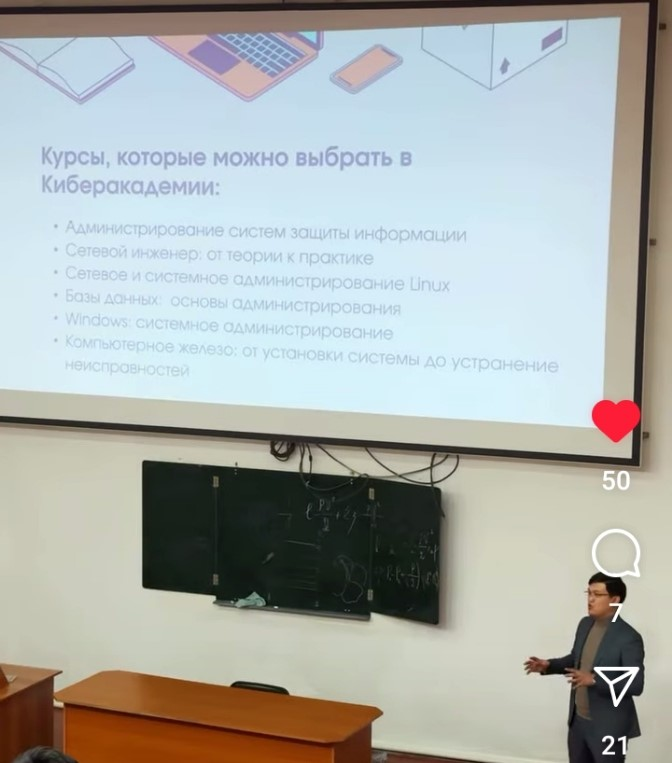 Курсы, которые можно выбрать в
Киберакадемии:
• Администрирование систем защиты информации
• Сетевой инженер: от теории к практике
• Сетевое и системное администрирование Linux
• Базы данных: основы администрирования
• Windows: системное администрирование
• Компьютерное железо: от установки системы до устранение
неисправностей
50
7
21